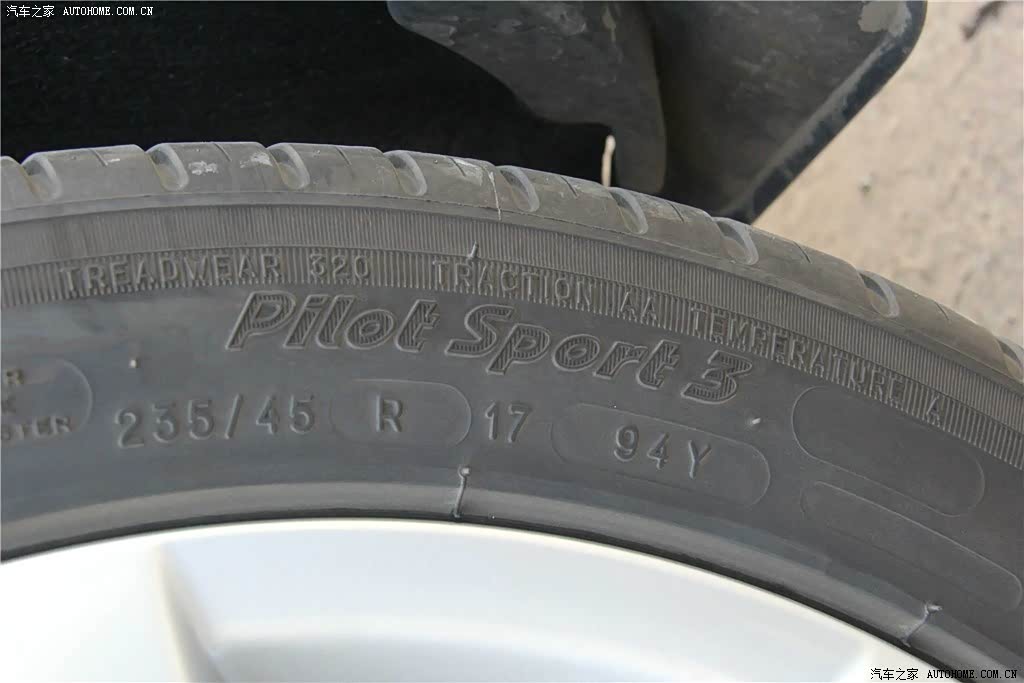 汽车之家 AUTOHOME.COM.CN
TREADWEAR 320 TRACTION AA TEMPERATURE A
Pilot Sport 3
235/45 R 17 94Y
汽车之家 AUTOHOME.COM.CN